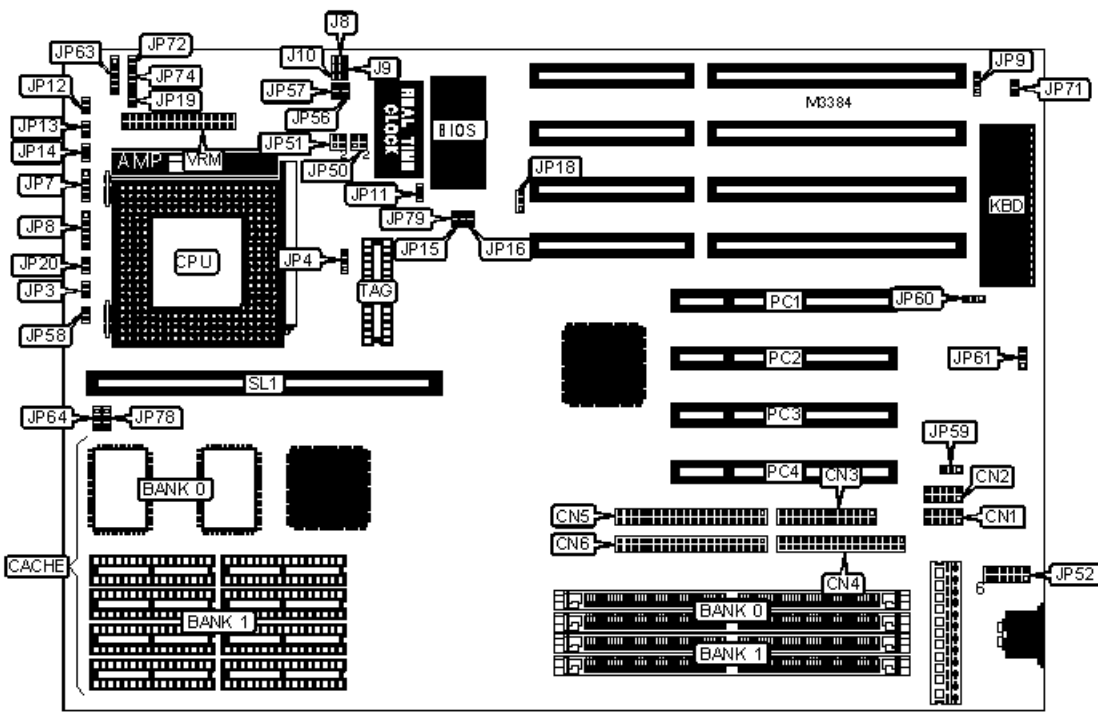 J8
JP63
JP72
J10
J9
JP9
JP74
JP12
JP57
JP71
JP19
M3384
JP56
REAL TIM
CLOCK
BIOS
JP13
JP51
JP14
AMP
VRM
2
2
JP50
JP18
JP7
JP11
KBD
JP79
JP8
JP15
JP16
JP20
CPU
JP4
JP3
TAG
JP60
PC1
JP58
PC2
JP61
SL1
JP64
JP78
PC3
JP59
PC4
CN3
CN2
BANK 0
CN5
CN1
CN6
CACHE
CN4
JP52
6
BANK 0
BANK 1
BANK 1